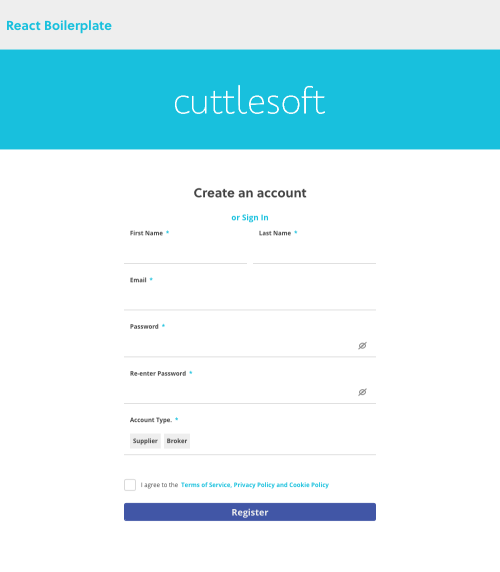 React Boilerplate
cuttlesoft
Create an account
or Sign In
First Name * Last Name *
Email *
Password *
Re-enter Password *
Account Type. *
Supplier Broker
I agree to the Terms of Service, Privacy Policy and Cookie Policy
Register